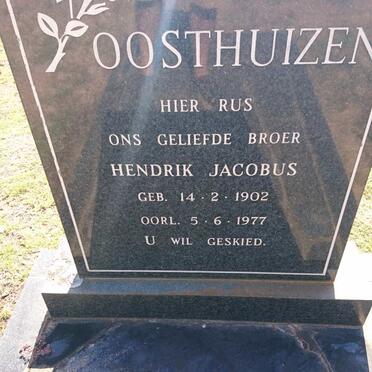 OOSTHUIZEN
HIER RUS
ONS GELIEFDE BROER
HENDRIK JACOBUS
GEB. 14·2·1902
OORL. 5·6·1977
U WIL GESKIED.